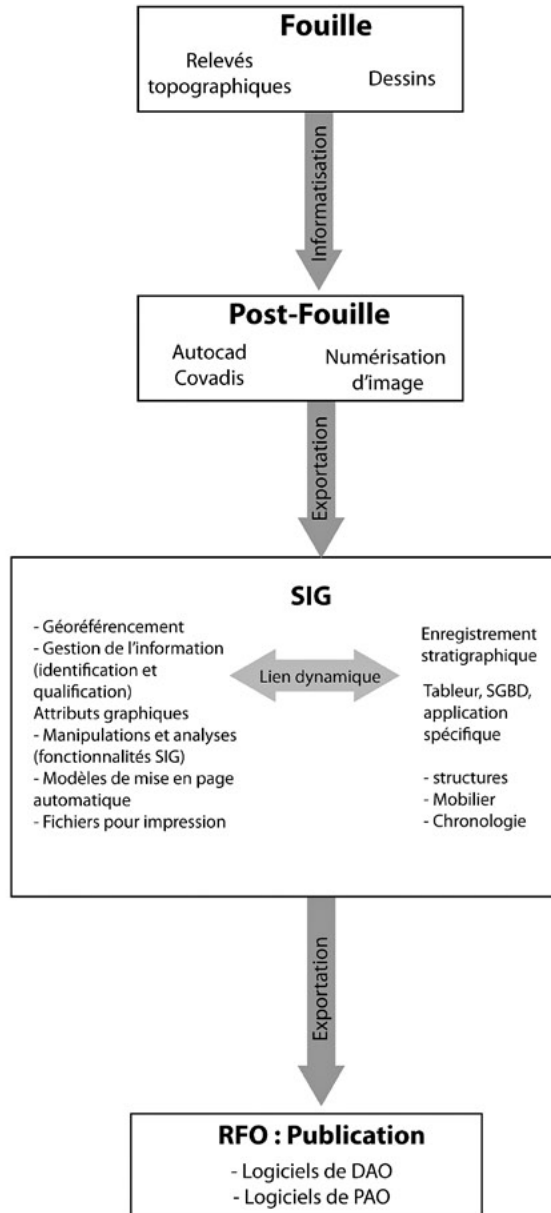 Fouille
Relevés
topographiques
Dessins
Informatisation
Post-Fouille
Autocad
Covadis
Numérisation
d'image
Exportation
SIG
- Géoréférencement
- Gestion de l'information
(identification et
qualification)
Attributs graphiques
- Manipulations et analyses
(fonctionnalités SIG)
- Modèles de mise en page
automatique
- Fichiers pour impression
Lien dynamique
Enregistrement
stratigraphique
Tableur, SGBD,
application
spécifique
- structures
- Mobilier
- Chronologie
Exportation
RFO : Publication
- Logiciels de DAO
- Logiciels de PAO